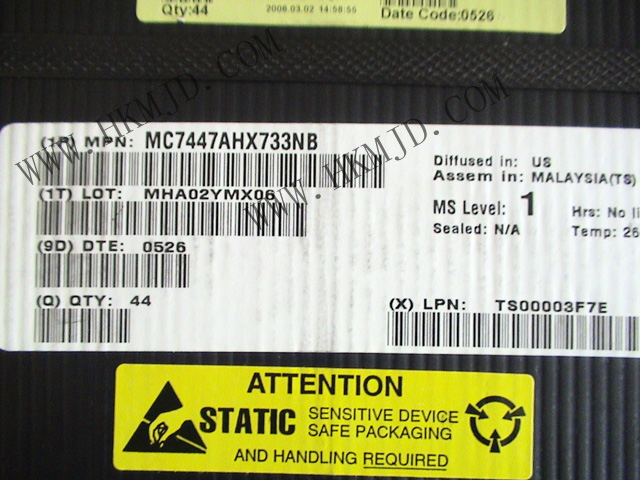 Qty:44
2006.03.02 14:58:55
Date Code:0526
(1P) MPN: MC7447AHX733NB
(1T) LOT: MHA02YMX06
(9D) DTE: 0526
(Q) QTY: 44
Diffused in: US
Assem in: MALAYSIA(TS)
MS Level: 1
Hrs: No
Sealed: N/A
Temp: 26
(X) LPN: TS00003F7E
WWW.HKMJD.COM
WWW.HKMJD.COM
ATTENTION
STATIC SENSITIVE DEVICE
SAFE PACKAGING
AND HANDLING REQUIRED